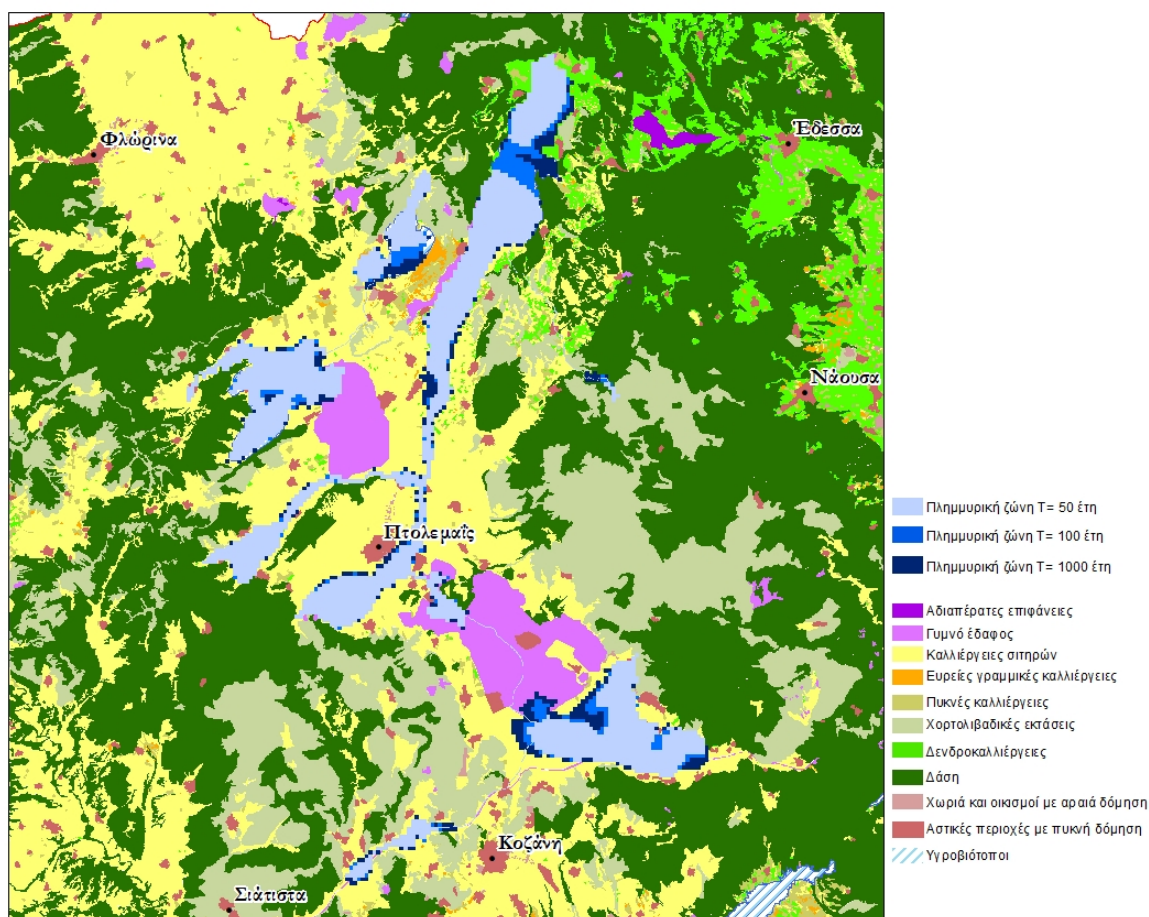 Φλώρινα
Έδεσσα
Νάουσα
Πτολεμαΐς
Κοζάνη
Σιάτιστα
Πλημμυρική ζώνη T= 50 έτη
Πλημμυρική ζώνη T= 100 έτη
Πλημμυρική ζώνη T= 1000 έτη
Αδιαπέρατες επιφάνειες
Γυμνό έδαφος
Καλλιέργειες σιτηρών
Ευρείες γραμμικές καλλιέργειες
Πυκνές καλλιέργειες
Χορτολιβαδικές εκτάσεις
Δενδροκαλλιέργειες
Δάση
Χωριά και οικισμοί με αραιά δόμηση
Αστικές περιοχές με πυκνή δόμηση
Υγροβιότοποι